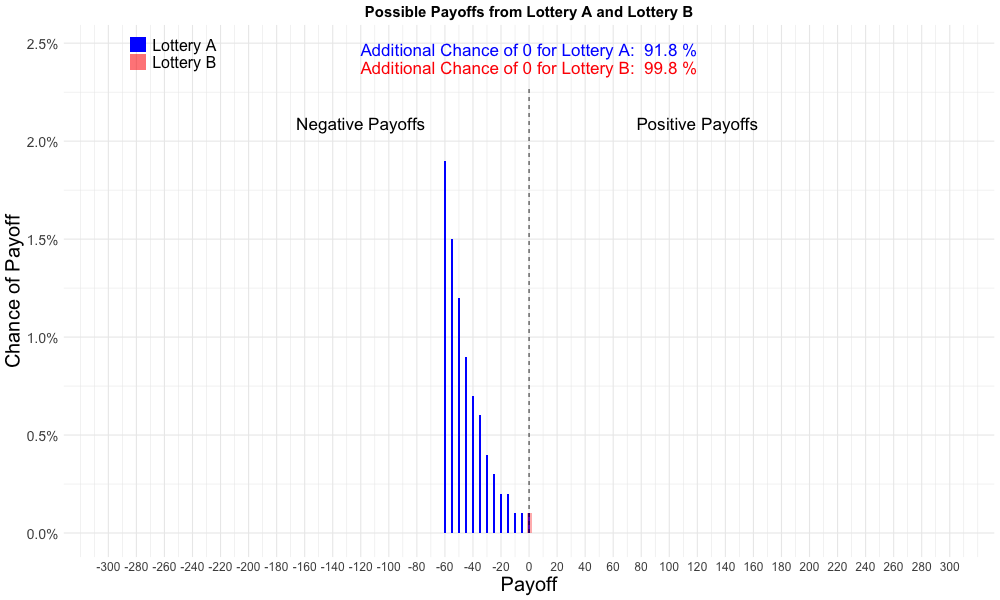 Possible Payoffs from Lottery A and Lottery B
Lottery A
Lottery B
Additional Chance of 0 for Lottery A:  91.8 %
Additional Chance of 0 for Lottery B:  99.8 %
Negative Payoffs
Positive Payoffs
Chance of Payoff
2.5%
2.0%
1.5%
1.0%
0.5%
0.0%
-300 -280 -260 -240 -220 -200 -180 -160 -140 -120 -100 -80 -60 -40 -20 0 20 40 60 80 100 120 140 160 180 200 220 240 260 280 300
Payoff